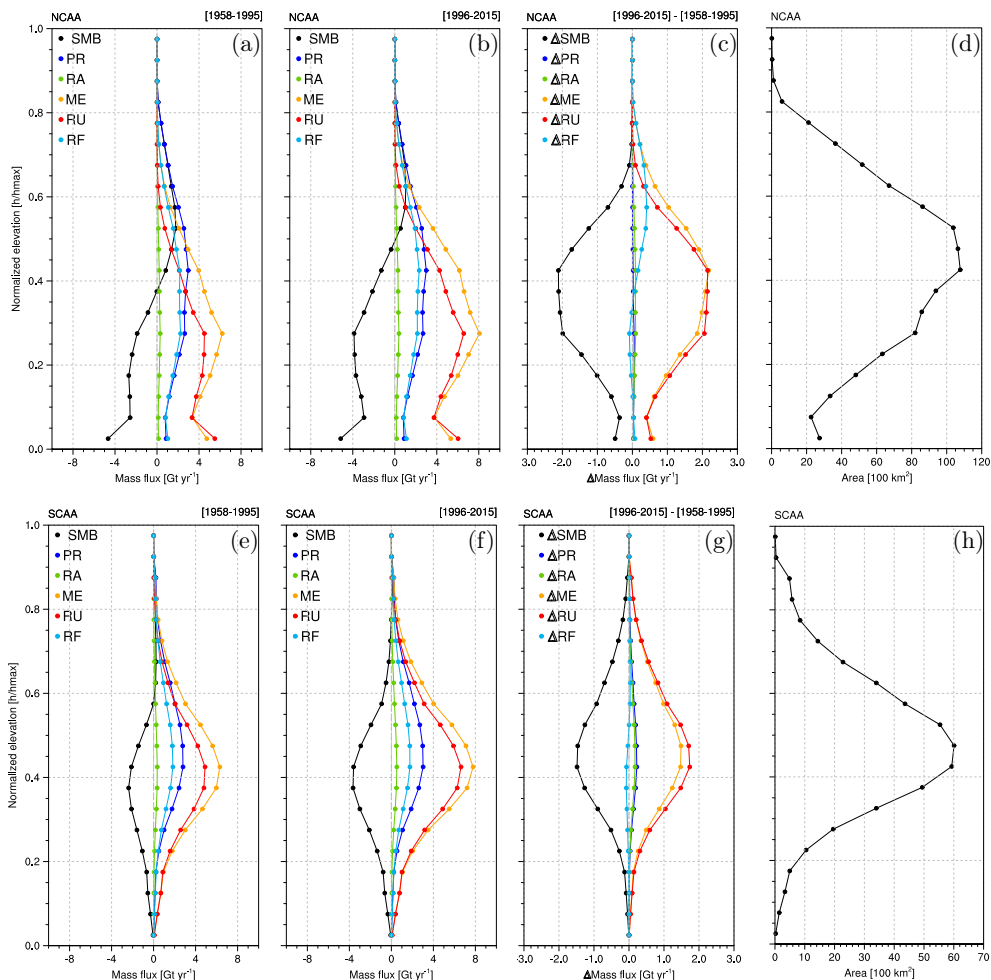 NCAA [1958-1995]
NCAA [1996-2015]
NCAA [1996-2015] - [1958-1995]
NCAA
(a)
(b)
(c)
(d)
SMB
PR
RA
ME
RU
RF
SMB
PR
RA
ME
RU
RF
ΔSMB
ΔPR
ΔRA
ΔME
ΔRU
ΔRF
Normalized elevation [h/hmax]
1.0
0.8
0.6
0.4
0.2
0.0
-8 -4 0 4 8
-8 -4 0 4 8
-3.0 -2.0 -1.0 0.0 1.0 2.0 3.0
0 20 40 60 80 100 120
Mass flux [Gt yr⁻¹]
Mass flux [Gt yr⁻¹]
ΔMass flux [Gt yr⁻¹]
Area [100 km²]
SCAA [1958-1995]
SCAA [1996-2015]
SCAA [1996-2015] - [1958-1995]
SCAA
(e)
(f)
(g)
(h)
SMB
PR
RA
ME
RU
RF
SMB
PR
RA
ME
RU
RF
ΔSMB
ΔPR
ΔRA
ΔME
ΔRU
ΔRF
Normalized elevation [h/hmax]
1.0
0.8
0.6
0.4
0.2
0.0
-8 -4 0 4 8
-8 -4 0 4 8
-3.0 -2.0 -1.0 0.0 1.0 2.0 3.0
0 10 20 30 40 50 60 70
Mass flux [Gt yr⁻¹]
Mass flux [Gt yr⁻¹]
ΔMass flux [Gt yr⁻¹]
Area [100 km²]